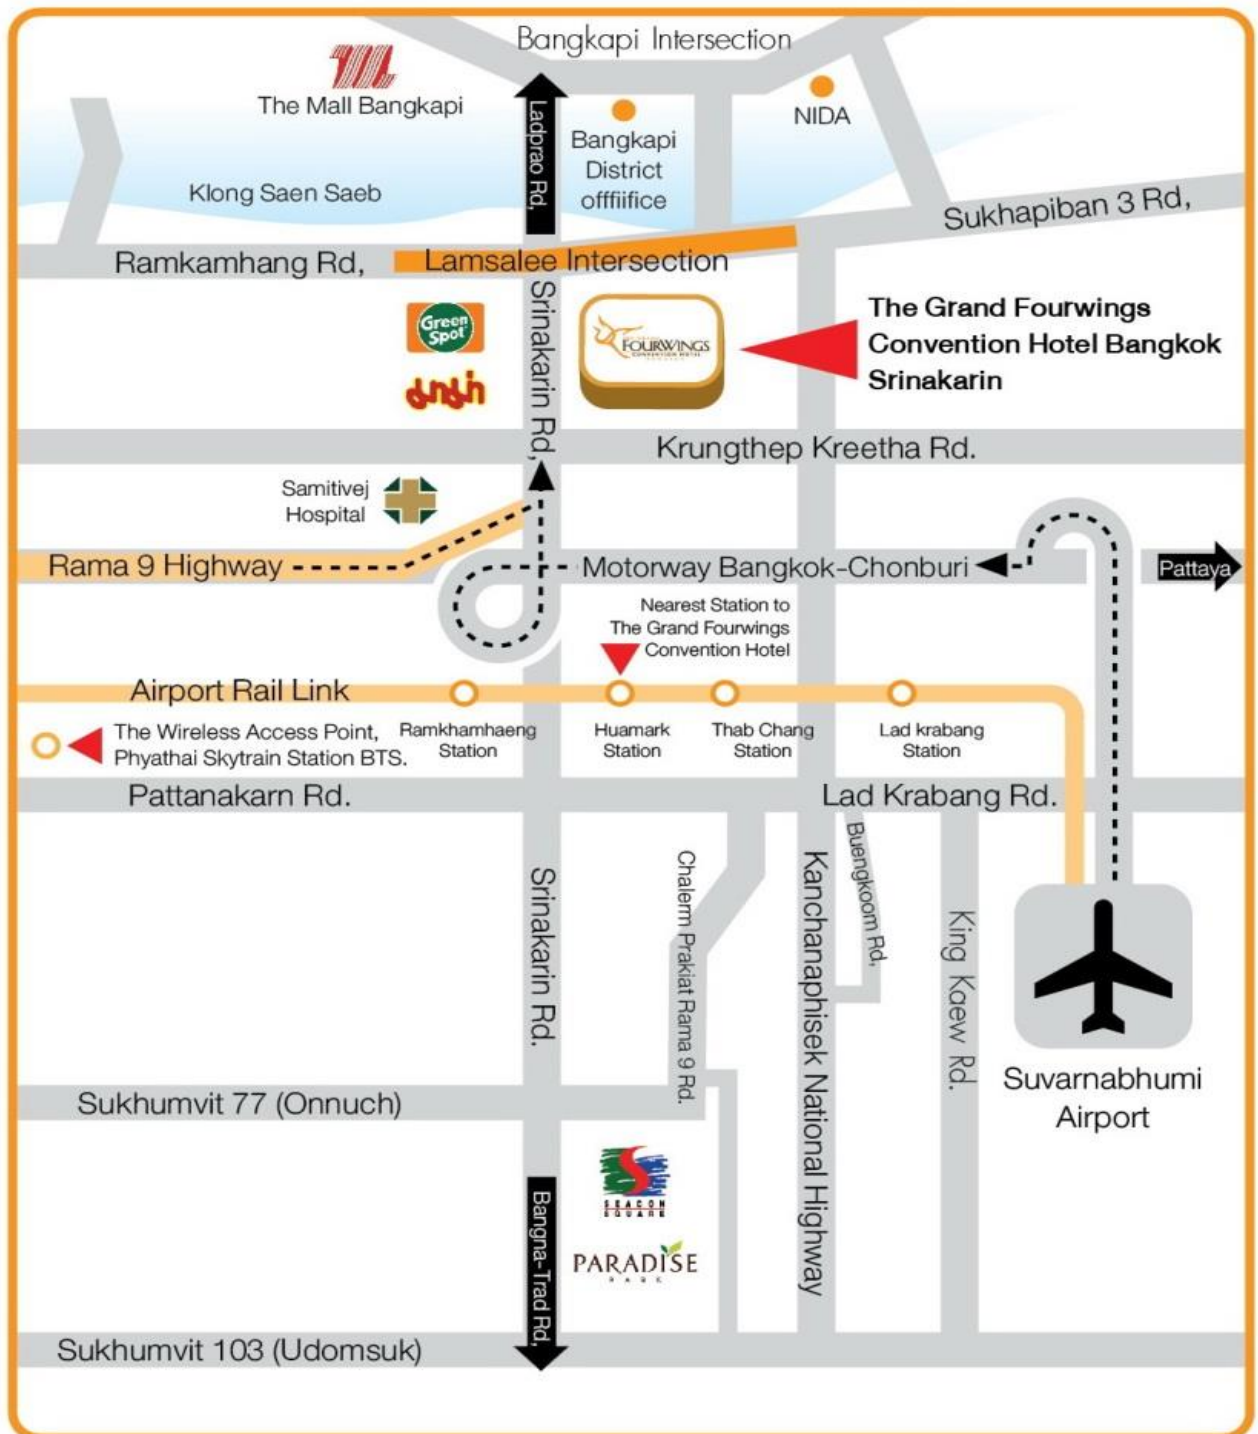 Bangkapi Intersection
The Mall Bangkapi
Ladprao Rd,
NIDA
Bangkapi
District
offfiifice
Klong Saen Saeb
Sukhapiban 3 Rd,
Ramkamhang Rd,
Lamsalee Intersection
Green
Spot
Srinakarin Rd,
FOURWINGS
CONVENTION HOTEL
The Grand Fourwings
Convention Hotel Bangkok
Srinakarin
Krungthep Kreetha Rd.
Samitivej
Hospital
Rama 9 Highway
Motorway Bangkok-Chonburi
Pattaya
Nearest Station to
The Grand Fourwings
Convention Hotel
Airport Rail Link
The Wireless Access Point,
Phyathai Skytrain Station BTS.
Ramkhamhaeng
Station
Huamark
Station
Thab Chang
Station
Lad krabang
Station
Pattanakarn Rd.
Lad Krabang Rd.
Srinakarin Rd.
Chalerm Prakiat Rama 9 Rd.
Kanchanaphisek National Highway
Buengkoom Rd,
King Kaew Rd.
Suvarnabhumi
Airport
Sukhumvit 77 (Onnuch)
SEACON
SQUARE
Bangna-Trad Rd,
PARADISE
PARK
Sukhumvit 103 (Udomsuk)